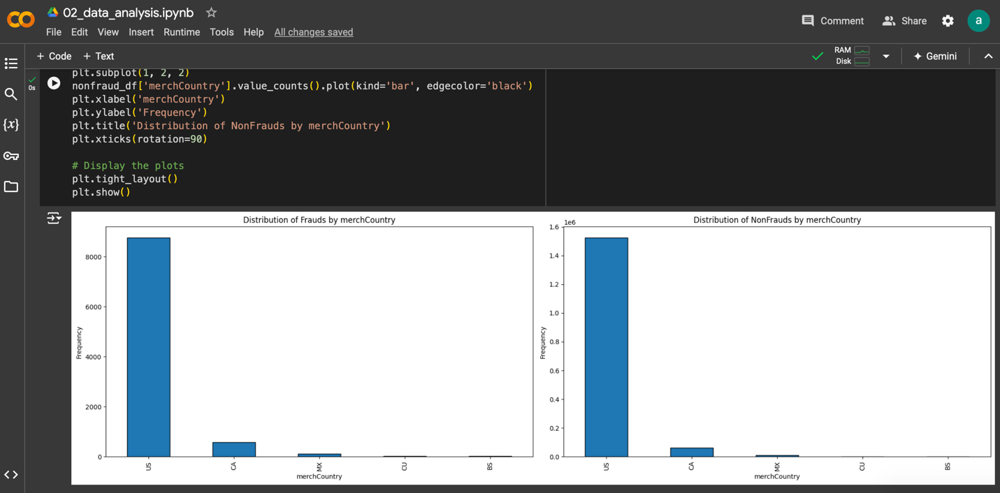 02_data_analysis.ipynb
Comment
Share
a
File Edit View Insert Runtime Tools Help All changes saved
+ Code + Text
RAM
Disk
Gemini
0s
plt.subplot(1, 2, 2)
nonfraud_df['merchCountry'].value_counts().plot(kind='bar', edgecolor='black')
plt.xlabel('merchCountry')
plt.ylabel('Frequency')
plt.title('Distribution of NonFrauds by merchCountry')
plt.xticks(rotation=90)
# Display the plots
plt.tight_layout()
plt.show()
{x}
Distribution of Frauds by merchCountry
8000
6000
4000
2000
0
Frequency
US CA MX CU BS
merchCountry
Distribution of NonFrauds by merchCountry
1e6
1.6
1.4
1.2
1.0
0.8
0.6
0.4
0.2
0.0
Frequency
US CA MX CU BS
merchCountry